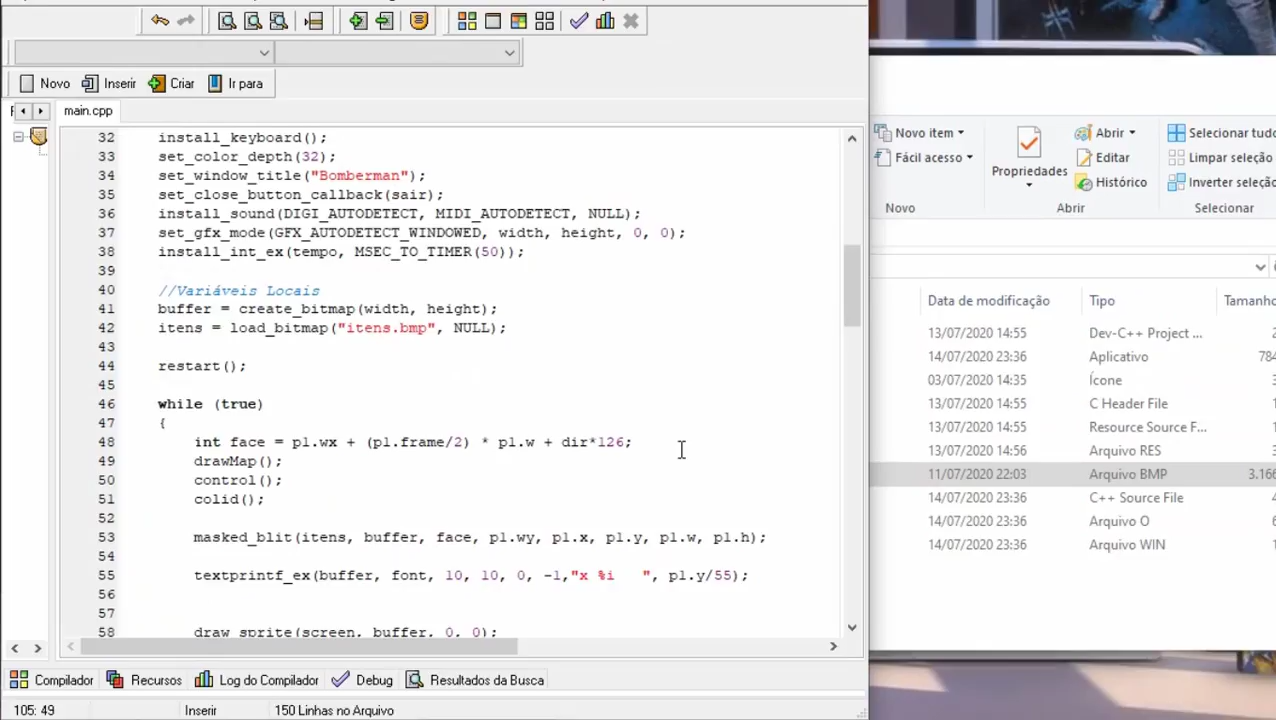 Novo Inserir Criar Ir para
main.cpp
32 install_keyboard();
33 set_color_depth(32);
34 set_window_title("Bomberman");
35 set_close_button_callback(sair);
36 install_sound(DIGI_AUTODETECT, MIDI_AUTODETECT, NULL);
37 set_gfx_mode(GFX_AUTODETECT_WINDOWED, width, height, 0, 0);
38 install_int_ex(tempo, MSEC_TO_TIMER(50));
39
40 //Variáveis Locais
41 buffer = create_bitmap(width, height);
42 itens = load_bitmap("itens.bmp", NULL);
43
44 restart();
45
46 while (true)
47 {
48 int face = p1.wx + (p1.frame/2) * p1.w + dir*126;
49 drawMap();
50 control();
51 colid();
52
53 masked_blit(itens, buffer, face, p1.wy, p1.x, p1.y, p1.w, p1.h);
54
55 textprintf_ex(buffer, font, 10, 10, 0, -1,"x %i   ", p1.y/55);
56
57
58 draw_sprite(screen, buffer, 0, 0);
Compilador Recursos Log do Compilador Debug Resultados da Busca
105: 49 Inserir 150 Linhas no Arquivo
Novo item
Fácil acesso
Novo
Propriedades
Abrir
Editar
Histórico
Abrir
Selecionar tudo
Limpar seleção
Inverter seleção
Selecionar
Data de modificação Tipo Tamanho
13/07/2020 14:55 Dev-C++ Project ...
14/07/2020 23:36 Aplicativo 784
03/07/2020 14:35 Ícone
13/07/2020 14:55 C Header File
13/07/2020 14:55 Resource Source F...
13/07/2020 14:56 Arquivo RES
11/07/2020 22:03 Arquivo BMP 3.166
14/07/2020 23:36 C++ Source File
14/07/2020 23:36 Arquivo O
14/07/2020 23:36 Arquivo WIN